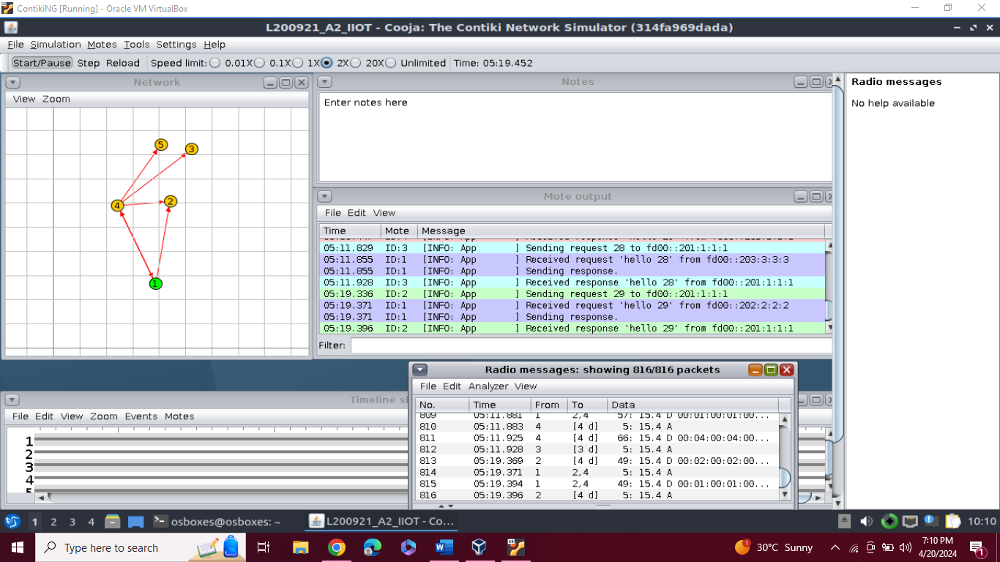 ContikiNG [Running] - Oracle VM VirtualBox
L200921_A2_IIOT - Cooja: The Contiki Network Simulator (314fa969dada)
File Simulation Motes Tools Settings Help
Start/Pause Step Reload Speed limit: 0.01X 0.1X 1X 2X 20X Unlimited Time: 05:19.452
Network
View Zoom
5
3
4
2
1
Notes
Enter notes here
Radio messages
No help available
Mote output
File Edit View
Time Mote Message
05:11.829 ID:3 [INFO: App ] Sending request 28 to fd00::201:1:1:1
05:11.855 ID:1 [INFO: App ] Received request 'hello 28' from fd00::203:3:3:3
05:11.855 ID:1 [INFO: App ] Sending response.
05:11.928 ID:3 [INFO: App ] Received response 'hello 28' from fd00::201:1:1:1
05:19.336 ID:2 [INFO: App ] Sending request 29 to fd00::201:1:1:1
05:19.371 ID:1 [INFO: App ] Received request 'hello 29' from fd00::202:2:2:2
05:19.371 ID:1 [INFO: App ] Sending response.
05:19.396 ID:2 [INFO: App ] Received response 'hello 29' from fd00::201:1:1:1
Filter:
Timeline s
File Edit View Zoom Events Motes
1
2
3
4
5
Radio messages: showing 816/816 packets
File Edit Analyzer View
No. Time From To Data
809 05:11.881 1 2,4 57: 15.4 D 00:01:00:01:00...
810 05:11.883 4 [4 d] 5: 15.4 A
811 05:11.925 4 [4 d] 66: 15.4 D 00:04:00:04:00...
812 05:11.928 3 [3 d] 5: 15.4 A
813 05:19.369 2 [4 d] 49: 15.4 D 00:02:00:02:00...
814 05:19.371 1 2,4 5: 15.4 A
815 05:19.394 1 2,4 49: 15.4 D 00:01:00:01:00...
816 05:19.396 2 [4 d] 5: 15.4 A
1 2 3 4 osboxes@osboxes: ~ L200921_A2_IIOT - Co... 10:10
Type here to search 30°C Sunny 7:10 PM
4/20/2024